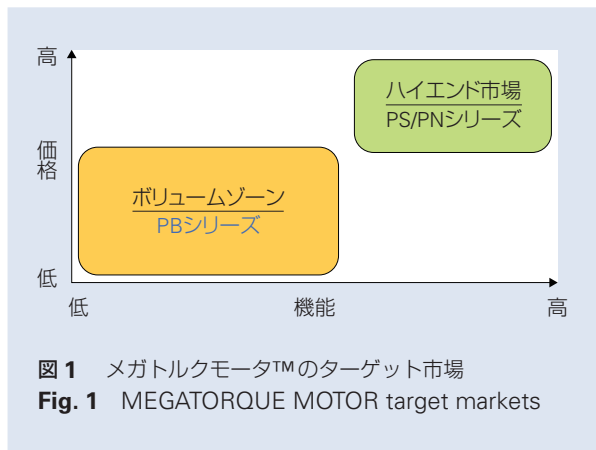 高
ハイエンド市場
PS/PNシリーズ
価格
ボリュームゾーン
PBシリーズ
低
低 機能 高
図1 メガトルクモータ™のターゲット市場
Fig. 1 MEGATORQUE MOTOR target markets